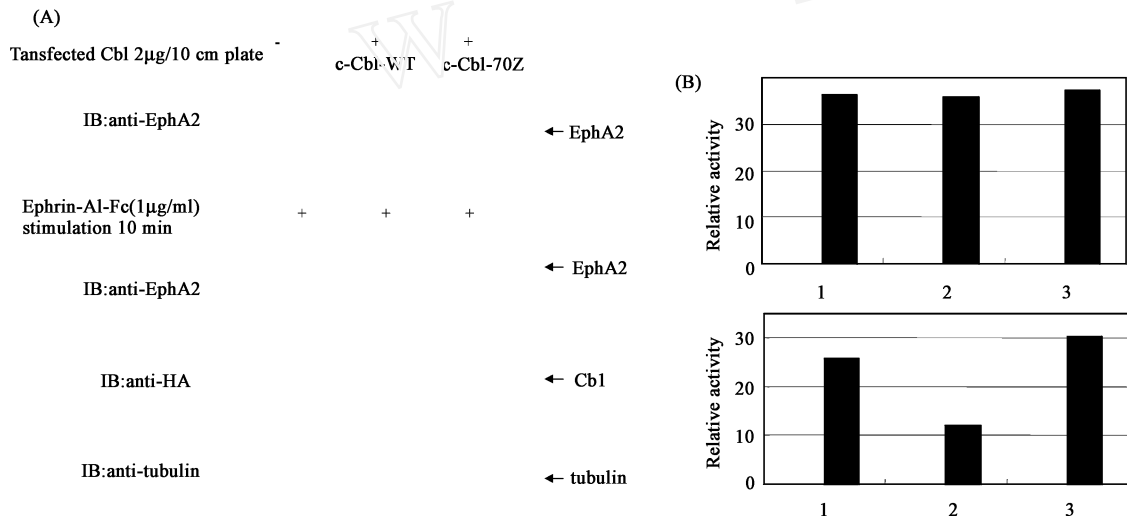 (A)
Tansfected Cbl 2μg/10 cm plate - + +
c-Cbl-WT c-Cbl-70Z
IB:anti-EphA2
← EphA2
Ephrin-Al-Fc(1μg/ml)
stimulation 10 min + + +
← EphA2
IB:anti-EphA2
IB:anti-HA ← Cb1
IB:anti-tubulin ← tubulin
(B)
Relative activity
30
20
10
0
1 2 3
Relative activity
30
20
10
0
1 2 3
W